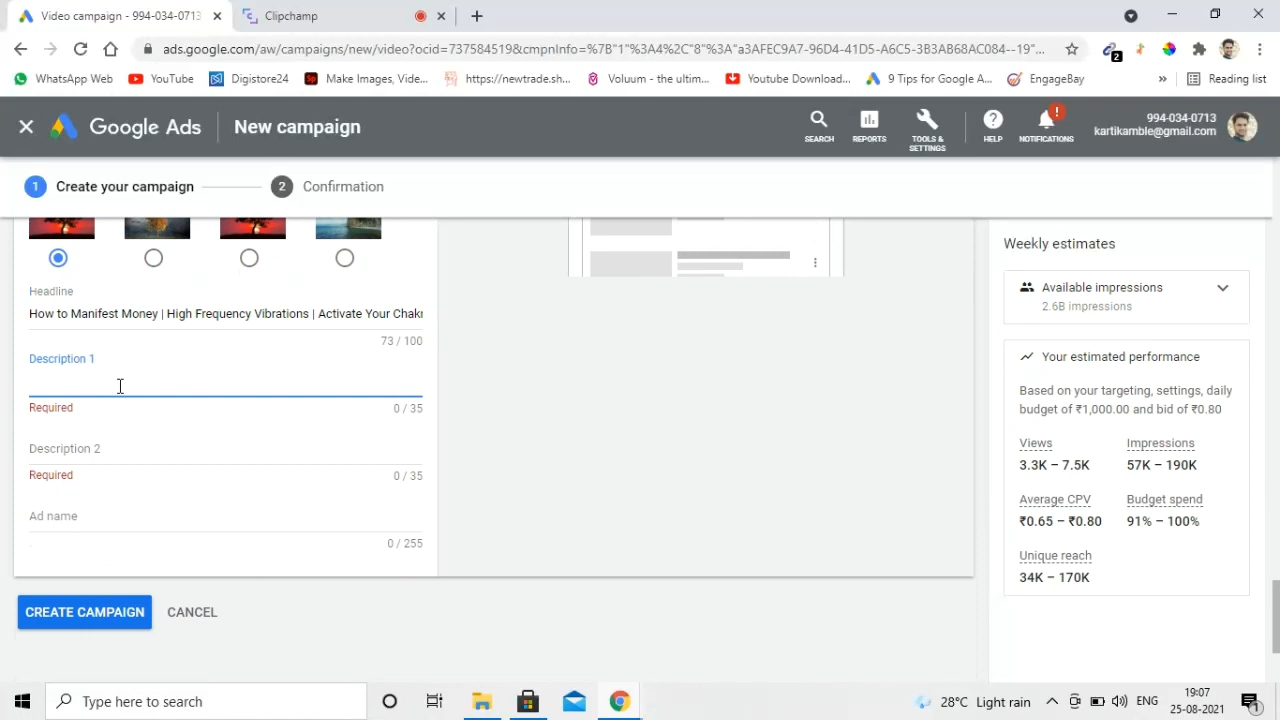 Video campaign - 994-034-0713
Clipchamp
ads.google.com/aw/campaigns/new/video?ocid=737584519&cmpnInfo=%7B"1"%3A4%2C"8"%3A"a3AFEC9A7-96D4-41D5-A6C5-3B3AB68AC084--19"...
2
WhatsApp Web
YouTube
Digistore24
Make Images, Vide...
https://newtrade.sh...
Voluum - the ultim...
Youtube Download...
9 Tips for Google A...
EngageBay
»
Reading list
Google Ads
New campaign
SEARCH
REPORTS
TOOLS & SETTINGS
HELP
NOTIFICATIONS
994-034-0713
kartikamble@gmail.com
1 Create your campaign
2 Confirmation
Headline
How to Manifest Money | High Frequency Vibrations | Activate Your Chak
73 / 100
Description 1
Required
0 / 35
Description 2
Required
0 / 35
Ad name
0 / 255
CREATE CAMPAIGN
CANCEL
Weekly estimates
Available impressions
2.6B impressions
Your estimated performance
Based on your targeting, settings, daily
budget of ₹1,000.00 and bid of ₹0.80
Views
Impressions
3.3K – 7.5K
57K – 190K
Average CPV
Budget spend
₹0.65 – ₹0.80
91% – 100%
Unique reach
34K – 170K
Type here to search
28°C Light rain
ENG
19:07
25-08-2021
1